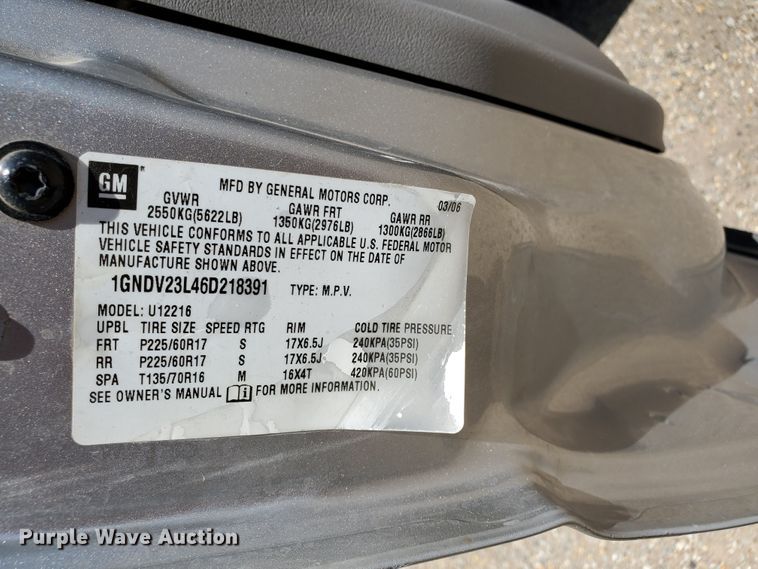 GM
MFD BY GENERAL MOTORS CORP. 03/06
GVWR GAWR FRT GAWR RR
2550KG(5622LB) 1350KG(2976LB) 1300KG(2866LB)
THIS VEHICLE CONFORMS TO ALL APPLICABLE U.S. FEDERAL MOTOR
VEHICLE SAFETY STANDARDS IN EFFECT ON THE DATE OF
MANUFACTURE SHOWN ABOVE.
1GNDV23L46D218391 TYPE: M.P.V.
MODEL: U12216
UPBL TIRE SIZE SPEED RTG RIM COLD TIRE PRESSURE
FRT P225/60R17 S 17X6.5J 240KPA(35PSI)
RR P225/60R17 S 17X6.5J 240KPA(35PSI)
SPA T135/70R16 M 16X4T 420KPA(60PSI)
SEE OWNER'S MANUAL FOR MORE INFORMATION.
Purple Wave Auction